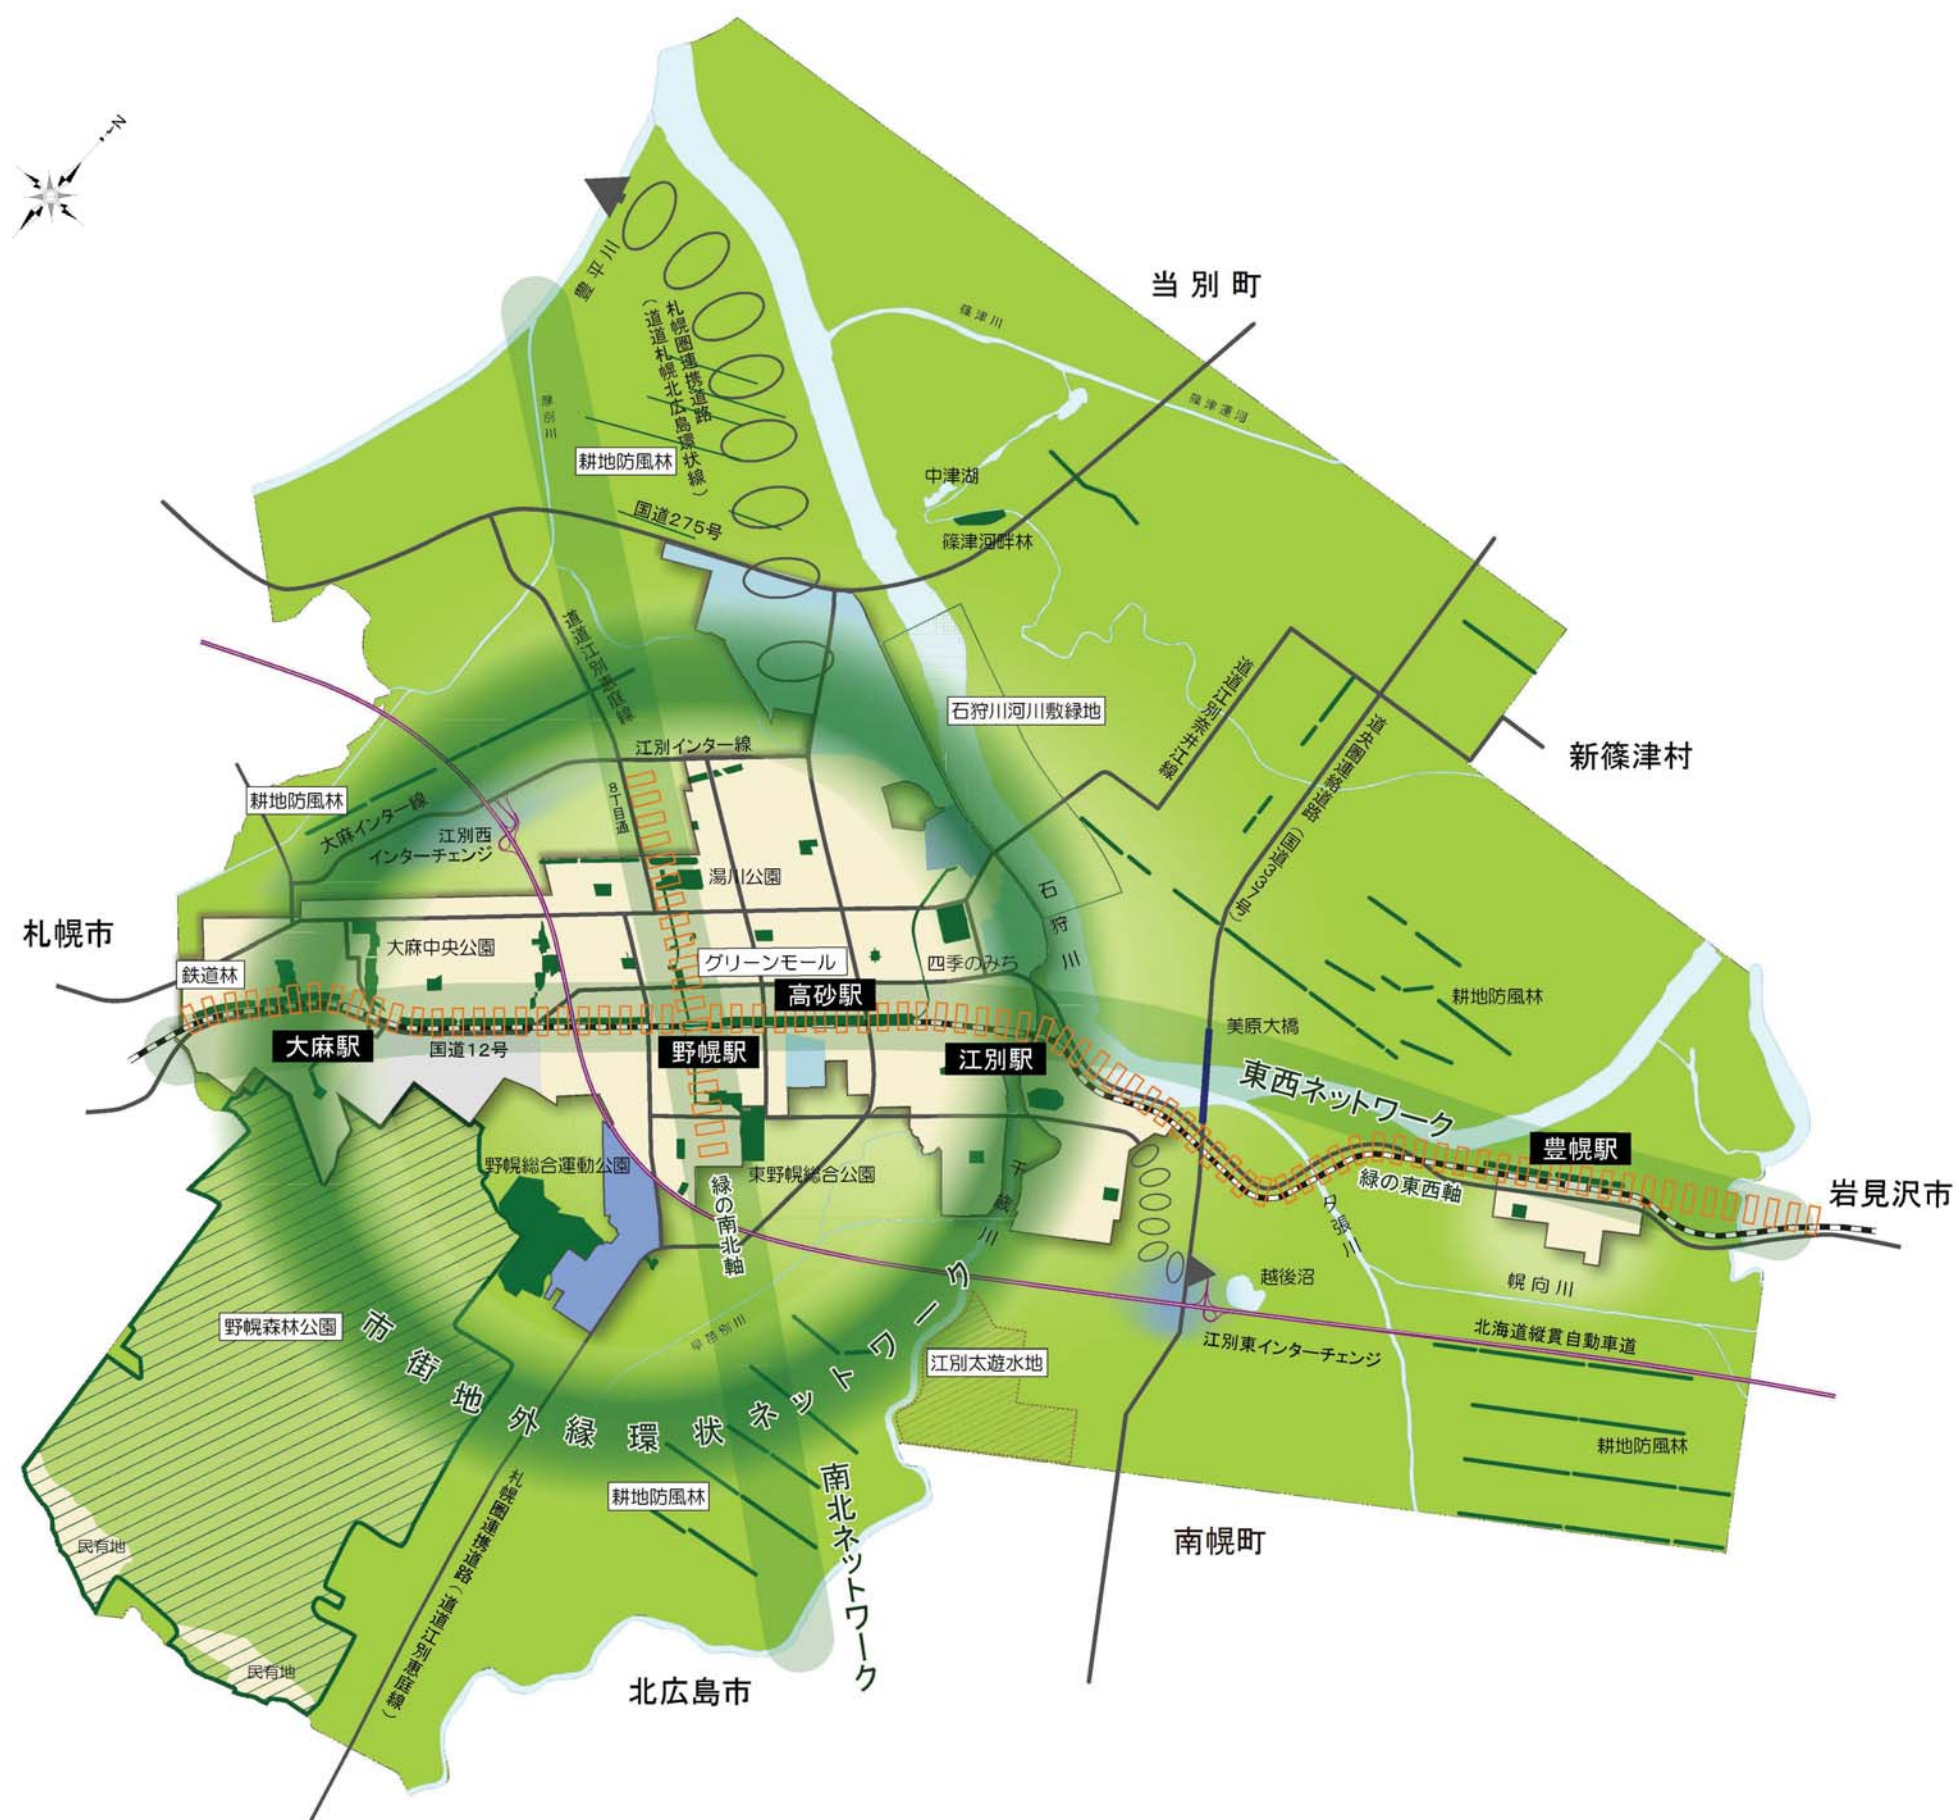 N
当別町
豊平川
札幌圏連携道路
(道道札幌北広島環状線)
篠津川
篠津運河
厚別川
耕地防風林
中津湖
国道275号
篠津河畔林
道道江別恵庭線
石狩川河川敷緑地
道道江別奈井江線
道央圏連絡道路(国道337号)
新篠津村
江別インター線
8丁目通
耕地防風林
大麻インター線
江別西
インターチェンジ
湯川公園
石狩川
札幌市
大麻中央公園
鉄道林
グリーンモール
四季のみち
高砂駅
耕地防風林
美原大橋
大麻駅
国道12号
野幌駅
江別駅
東西ネットワーク
豊幌駅
緑の東西軸
岩見沢市
野幌総合運動公園
東野幌総合公園
緑の南北軸
千歳川
夕張川
越後沼
幌向川
野幌森林公園
市街地外縁環状ネットワーク
早苗別川
江別太遊水地
江別東インターチェンジ
北海道縦貫自動車道
耕地防風林
耕地防風林
南北ネットワーク
札幌圏連携道路(道道江別恵庭線)
民有地
南幌町
民有地
北広島市